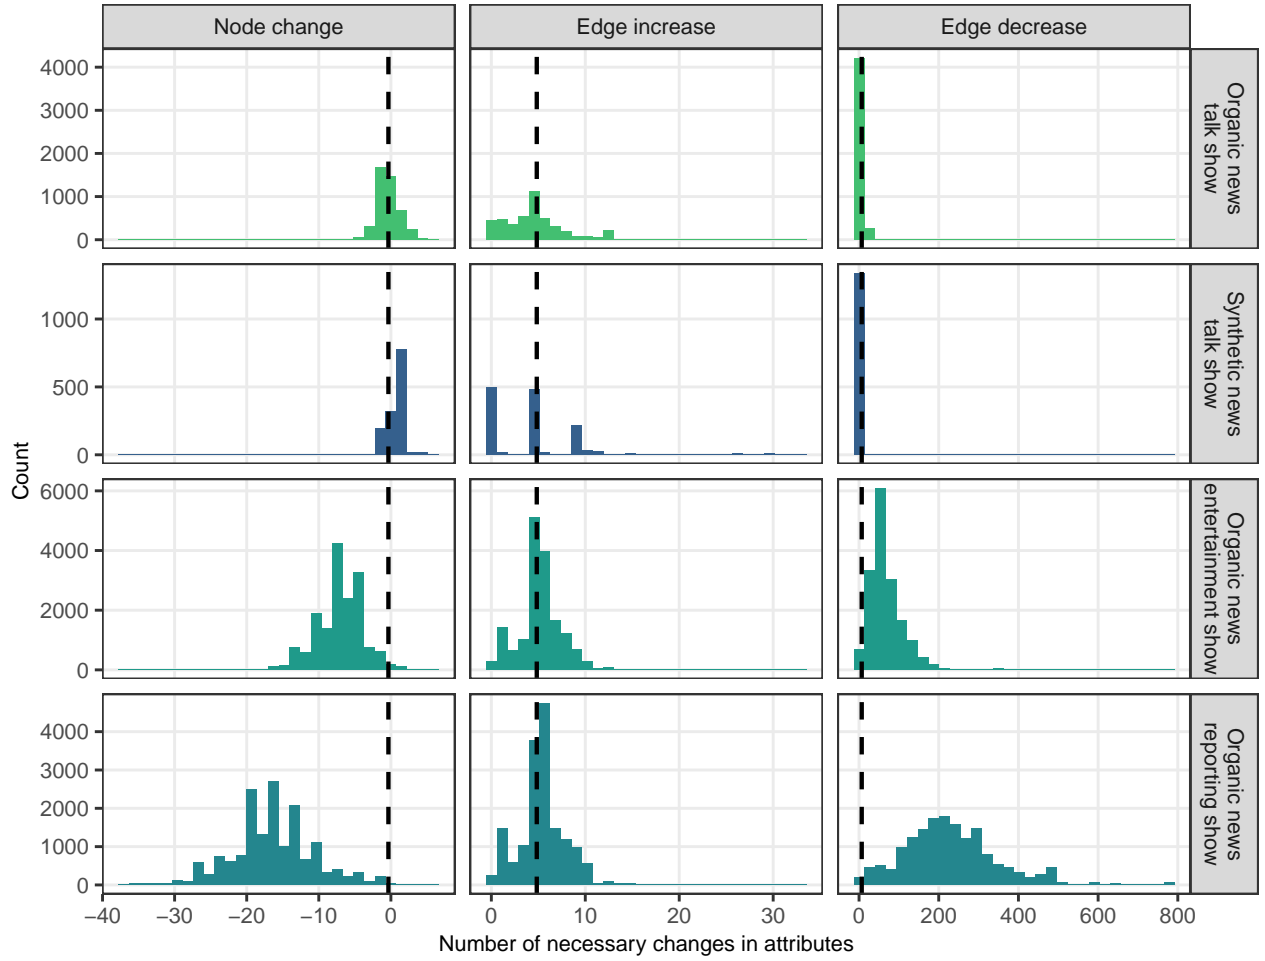 Node change
Edge increase
Edge decrease
4000
3000
2000
1000
0
Organic news
talk show
1000
500
0
Synthetic news
talk show
Count
6000
4000
2000
0
Organic news
entertainment show
4000
3000
2000
1000
0
Organic news
reporting show
−40 −30 −20 −10 0
0 10 20 30
0 200 400 600 800
Number of necessary changes in attributes